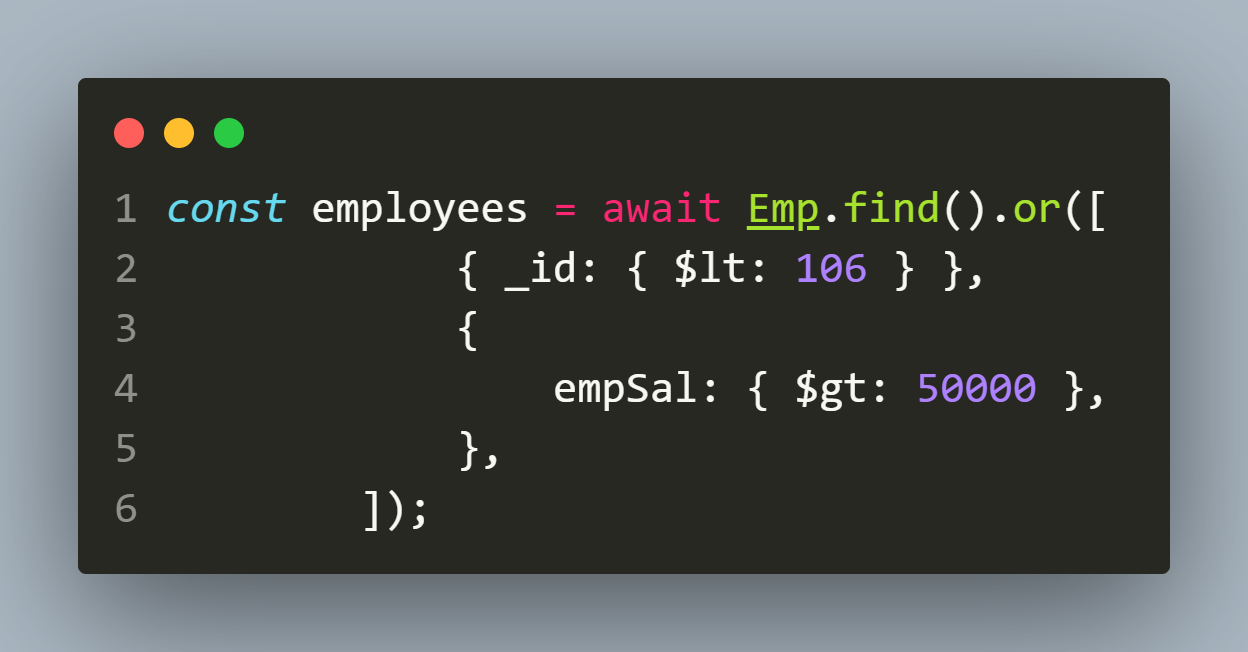 1 const employees = await Emp.find().or([
2             { _id: { $lt: 106 } },
3             {
4                 empSal: { $gt: 50000 },
5             },
6         ]);